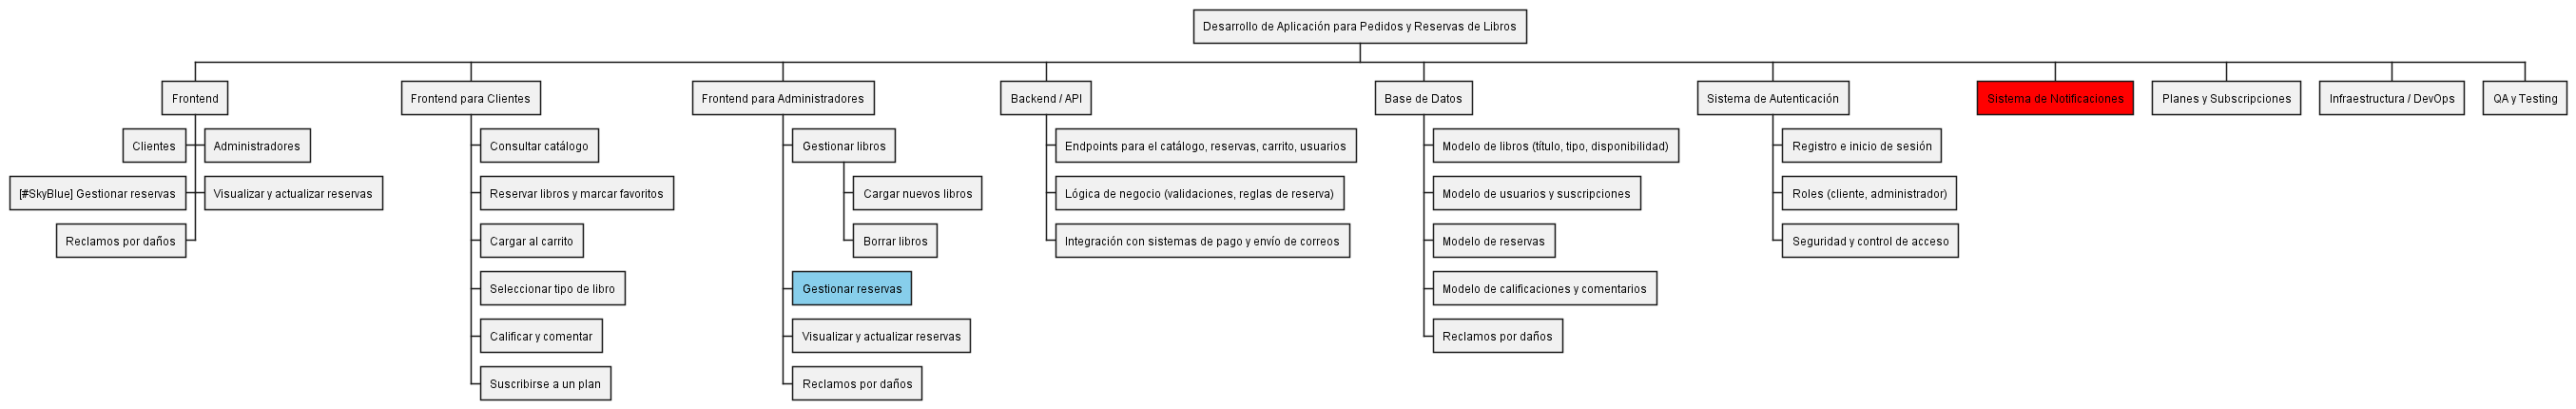 Desarrollo de Aplicación para Pedidos y Reservas de Libros
Frontend
Clientes
Administradores
[#SkyBlue] Gestionar reservas
Visualizar y actualizar reservas
Reclamos por daños
Frontend para Clientes
Consultar catálogo
Reservar libros y marcar favoritos
Cargar al carrito
Seleccionar tipo de libro
Calificar y comentar
Suscribirse a un plan
Frontend para Administradores
Gestionar libros
Cargar nuevos libros
Borrar libros
Gestionar reservas
Visualizar y actualizar reservas
Reclamos por daños
Backend / API
Endpoints para el catálogo, reservas, carrito, usuarios
Lógica de negocio (validaciones, reglas de reserva)
Integración con sistemas de pago y envío de correos
Base de Datos
Modelo de libros (título, tipo, disponibilidad)
Modelo de usuarios y suscripciones
Modelo de reservas
Modelo de calificaciones y comentarios
Reclamos por daños
Sistema de Autenticación
Registro e inicio de sesión
Roles (cliente, administrador)
Seguridad y control de acceso
Sistema de Notificaciones
Planes y Subscripciones
Infraestructura / DevOps
QA y Testing